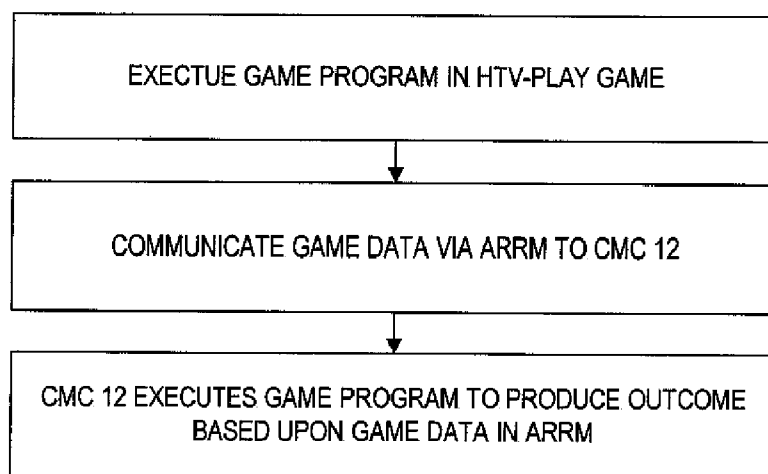 EXECTUE GAME PROGRAM IN HTV-PLAY GAME
COMMUNICATE GAME DATA VIA ARRM TO CMC 12
CMC 12 EXECUTES GAME PROGRAM TO PRODUCE OUTCOME
BASED UPON GAME DATA IN ARRM